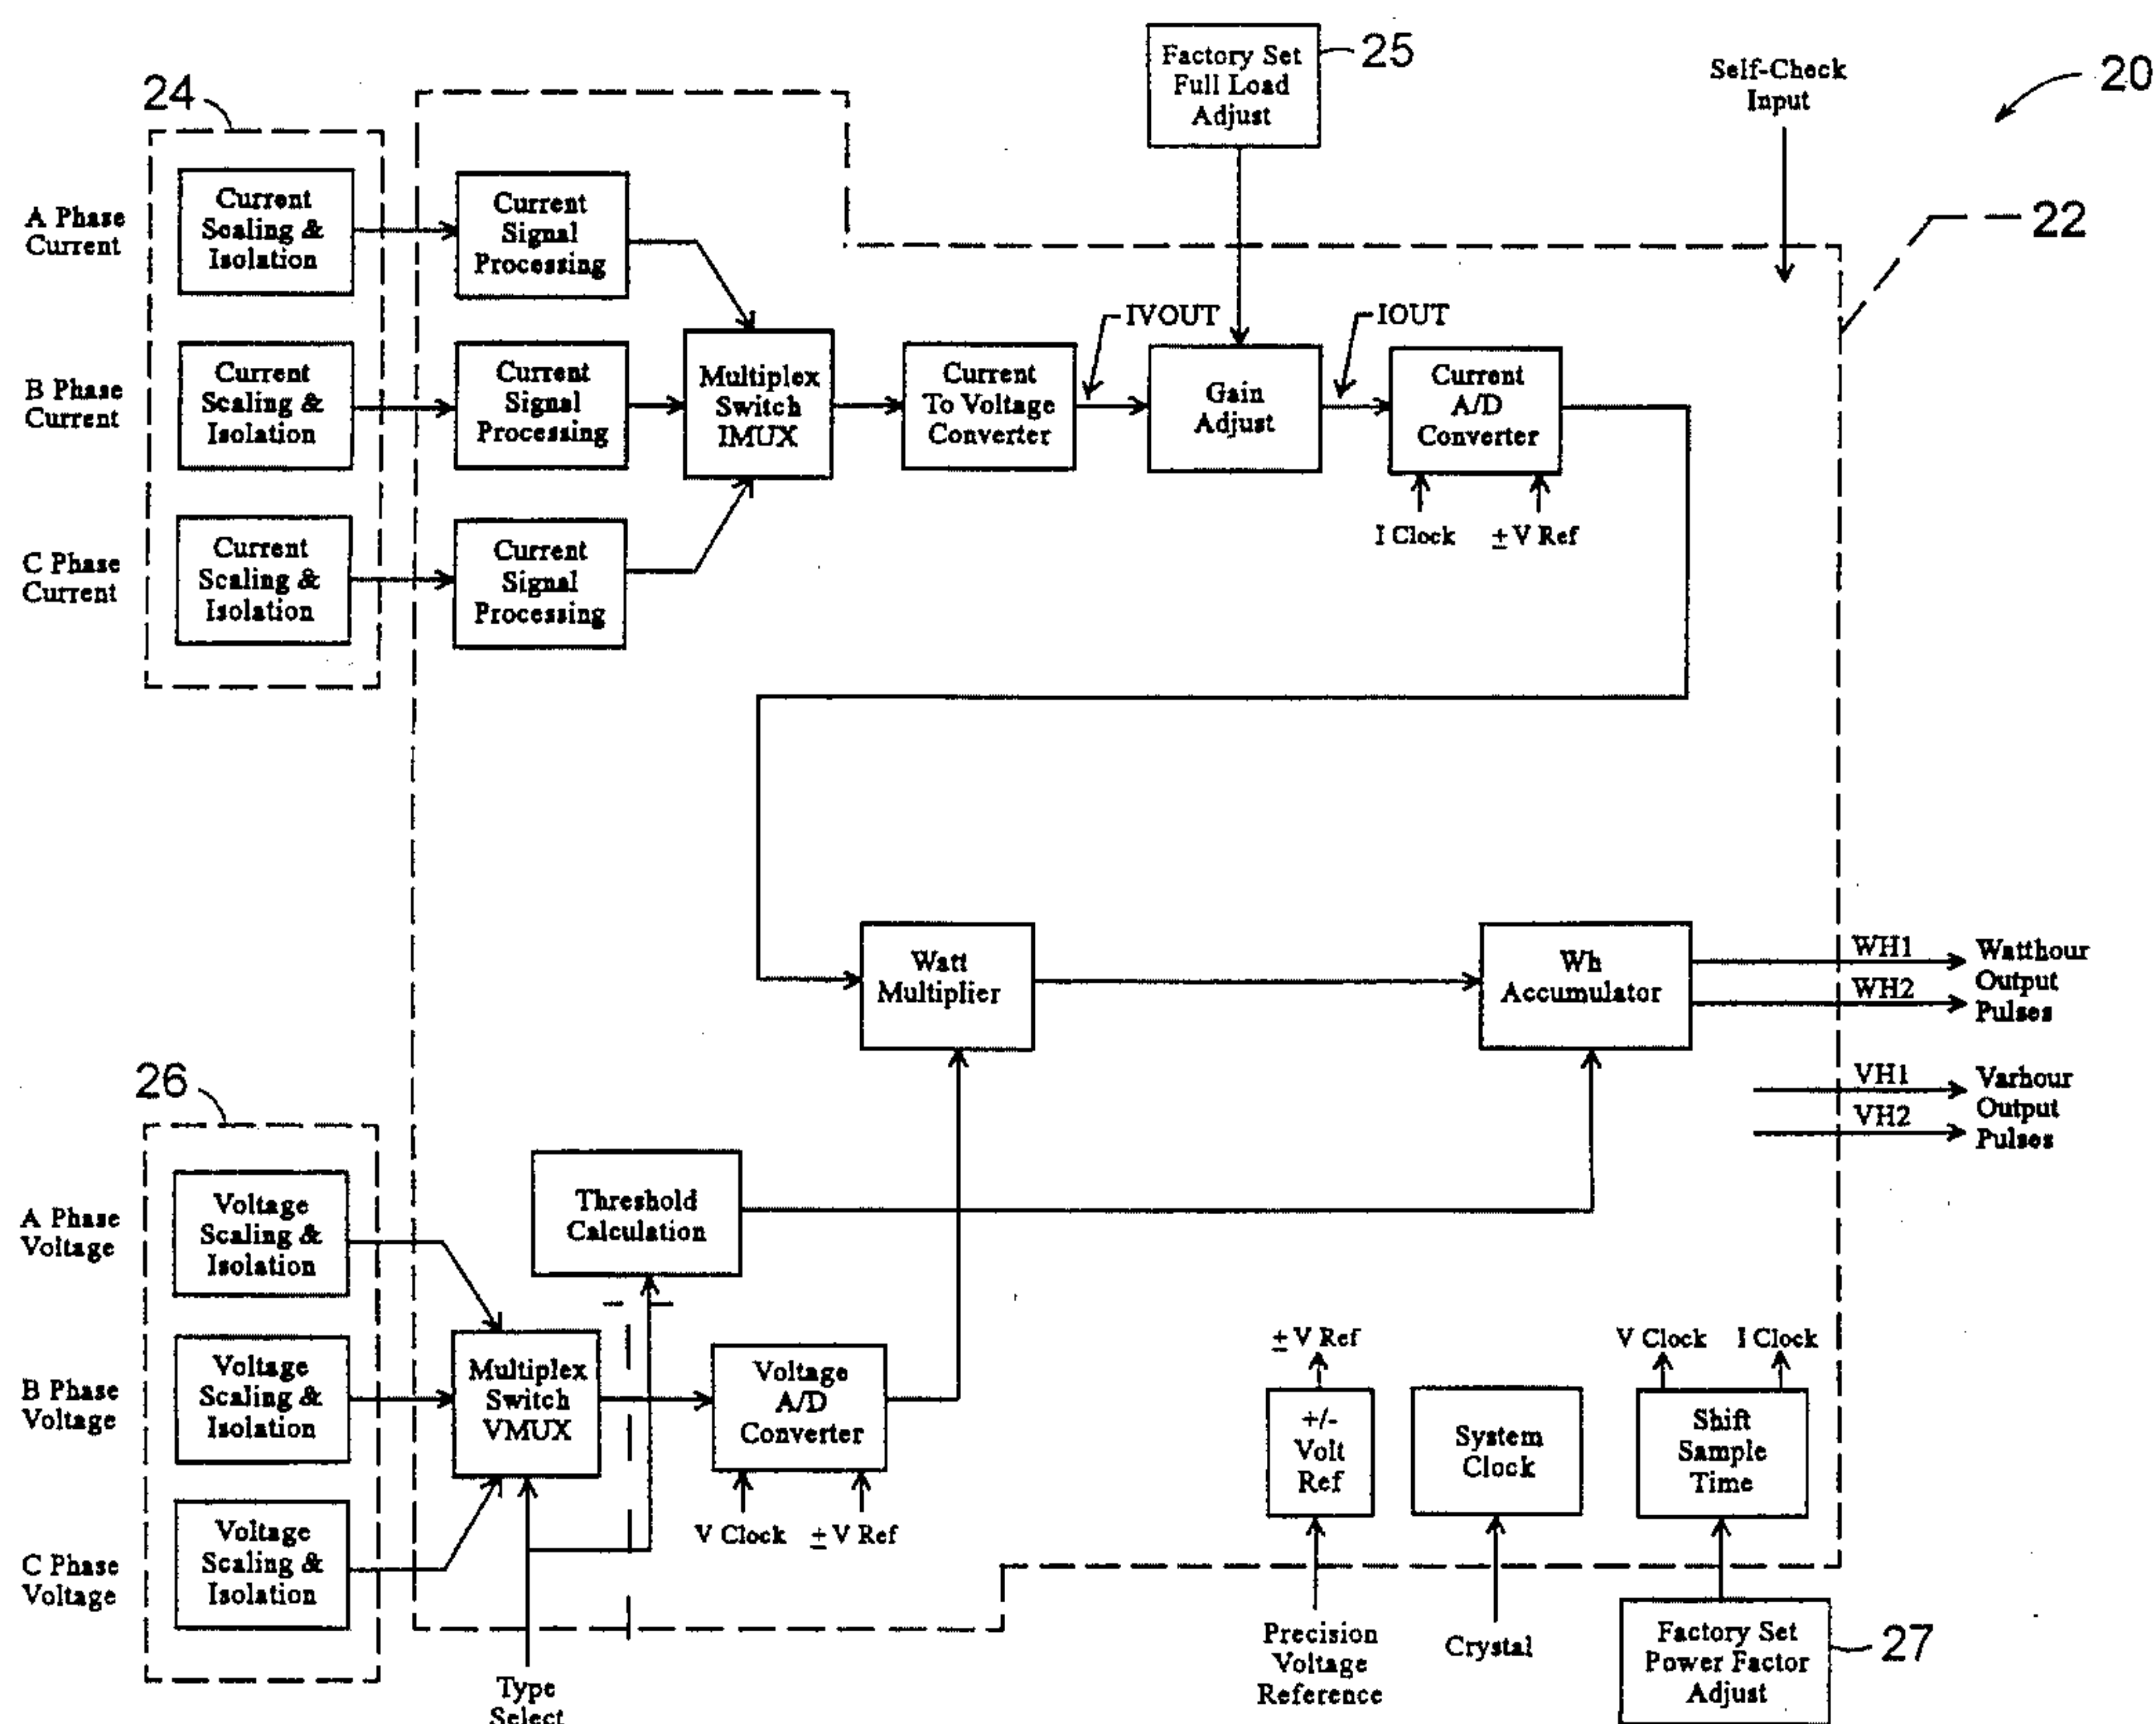 24
A Phase
Current
Current
Scaling &
Isolation
Current
Signal
Processing
B Phase
Current
Current
Scaling &
Isolation
Current
Signal
Processing
C Phase
Current
Current
Scaling &
Isolation
Current
Signal
Processing
Multiplex
Switch
IMUX
Current
To Voltage
Converter
IVOUT
Factory Set
Full Load
Adjust
25
Gain
Adjust
IOUT
Current
A/D
Converter
I Clock
± V Ref
Self-Check
Input
20
22
Watt
Multiplier
Wh
Accumulator
WH1
WH2
Watthour
Output
Pulses
VH1
VH2
Varhour
Output
Pulses
26
A Phase
Voltage
Voltage
Scaling &
Isolation
B Phase
Voltage
Voltage
Scaling &
Isolation
C Phase
Voltage
Voltage
Scaling &
Isolation
Threshold
Calculation
Multiplex
Switch
VMUX
Type
Select
Voltage
A/D
Converter
V Clock
± V Ref
± V Ref
+/-
Volt
Ref
Precision
Voltage
Reference
System
Clock
Crystal
V Clock
I Clock
Shift
Sample
Time
Factory Set
Power Factor
Adjust
27